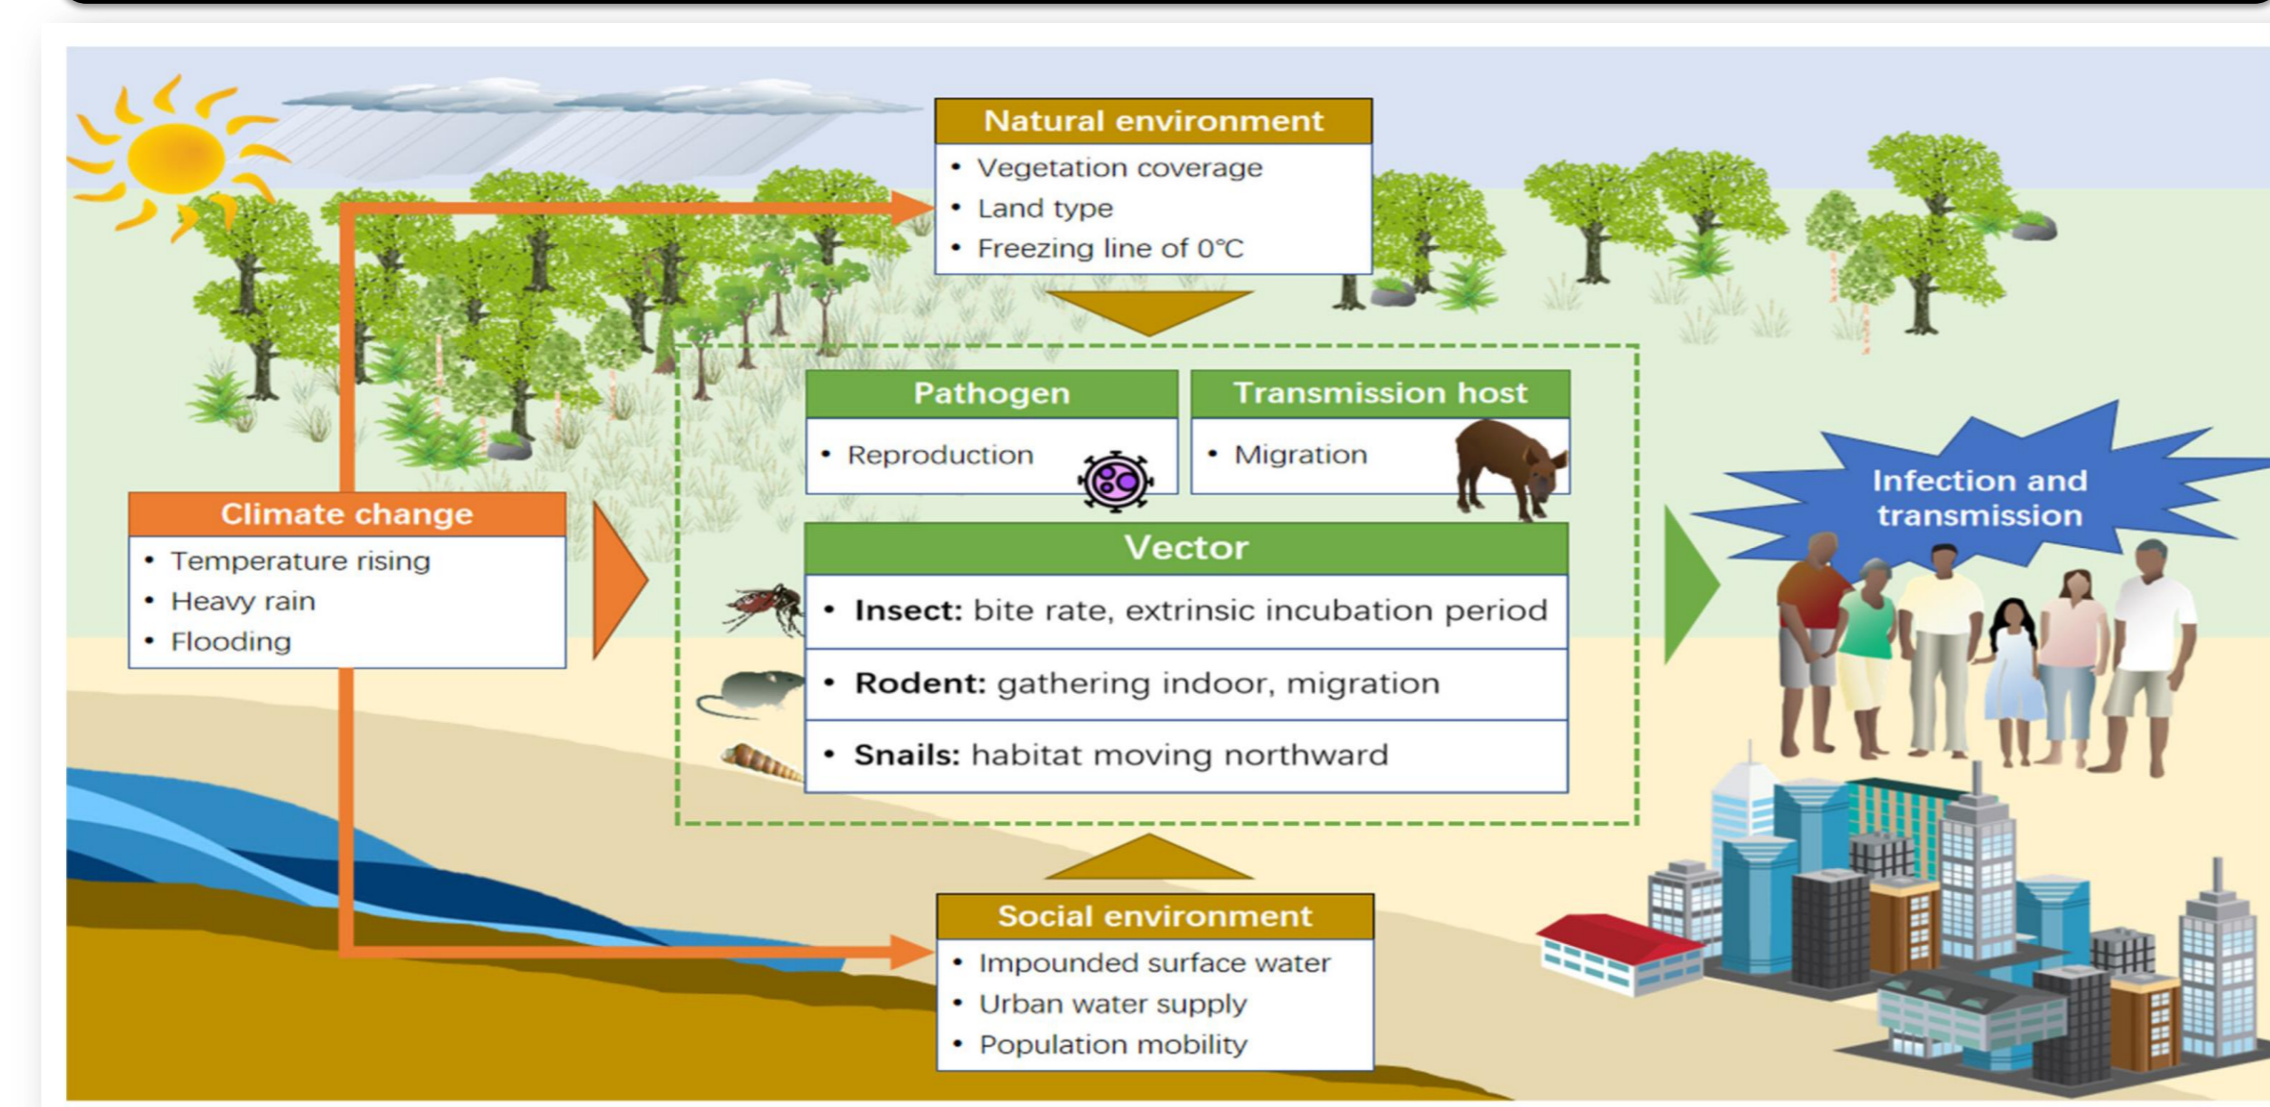 Natural environment
• Vegetation coverage
• Land type
• Freezing line of 0℃
Pathogen
• Reproduction
Transmission host
• Migration
Infection and
transmission
Climate change
• Temperature rising
• Heavy rain
• Flooding
Vector
• Insect: bite rate, extrinsic incubation period
• Rodent: gathering indoor, migration
• Snails: habitat moving northward
Social environment
• Impounded surface water
• Urban water supply
• Population mobility